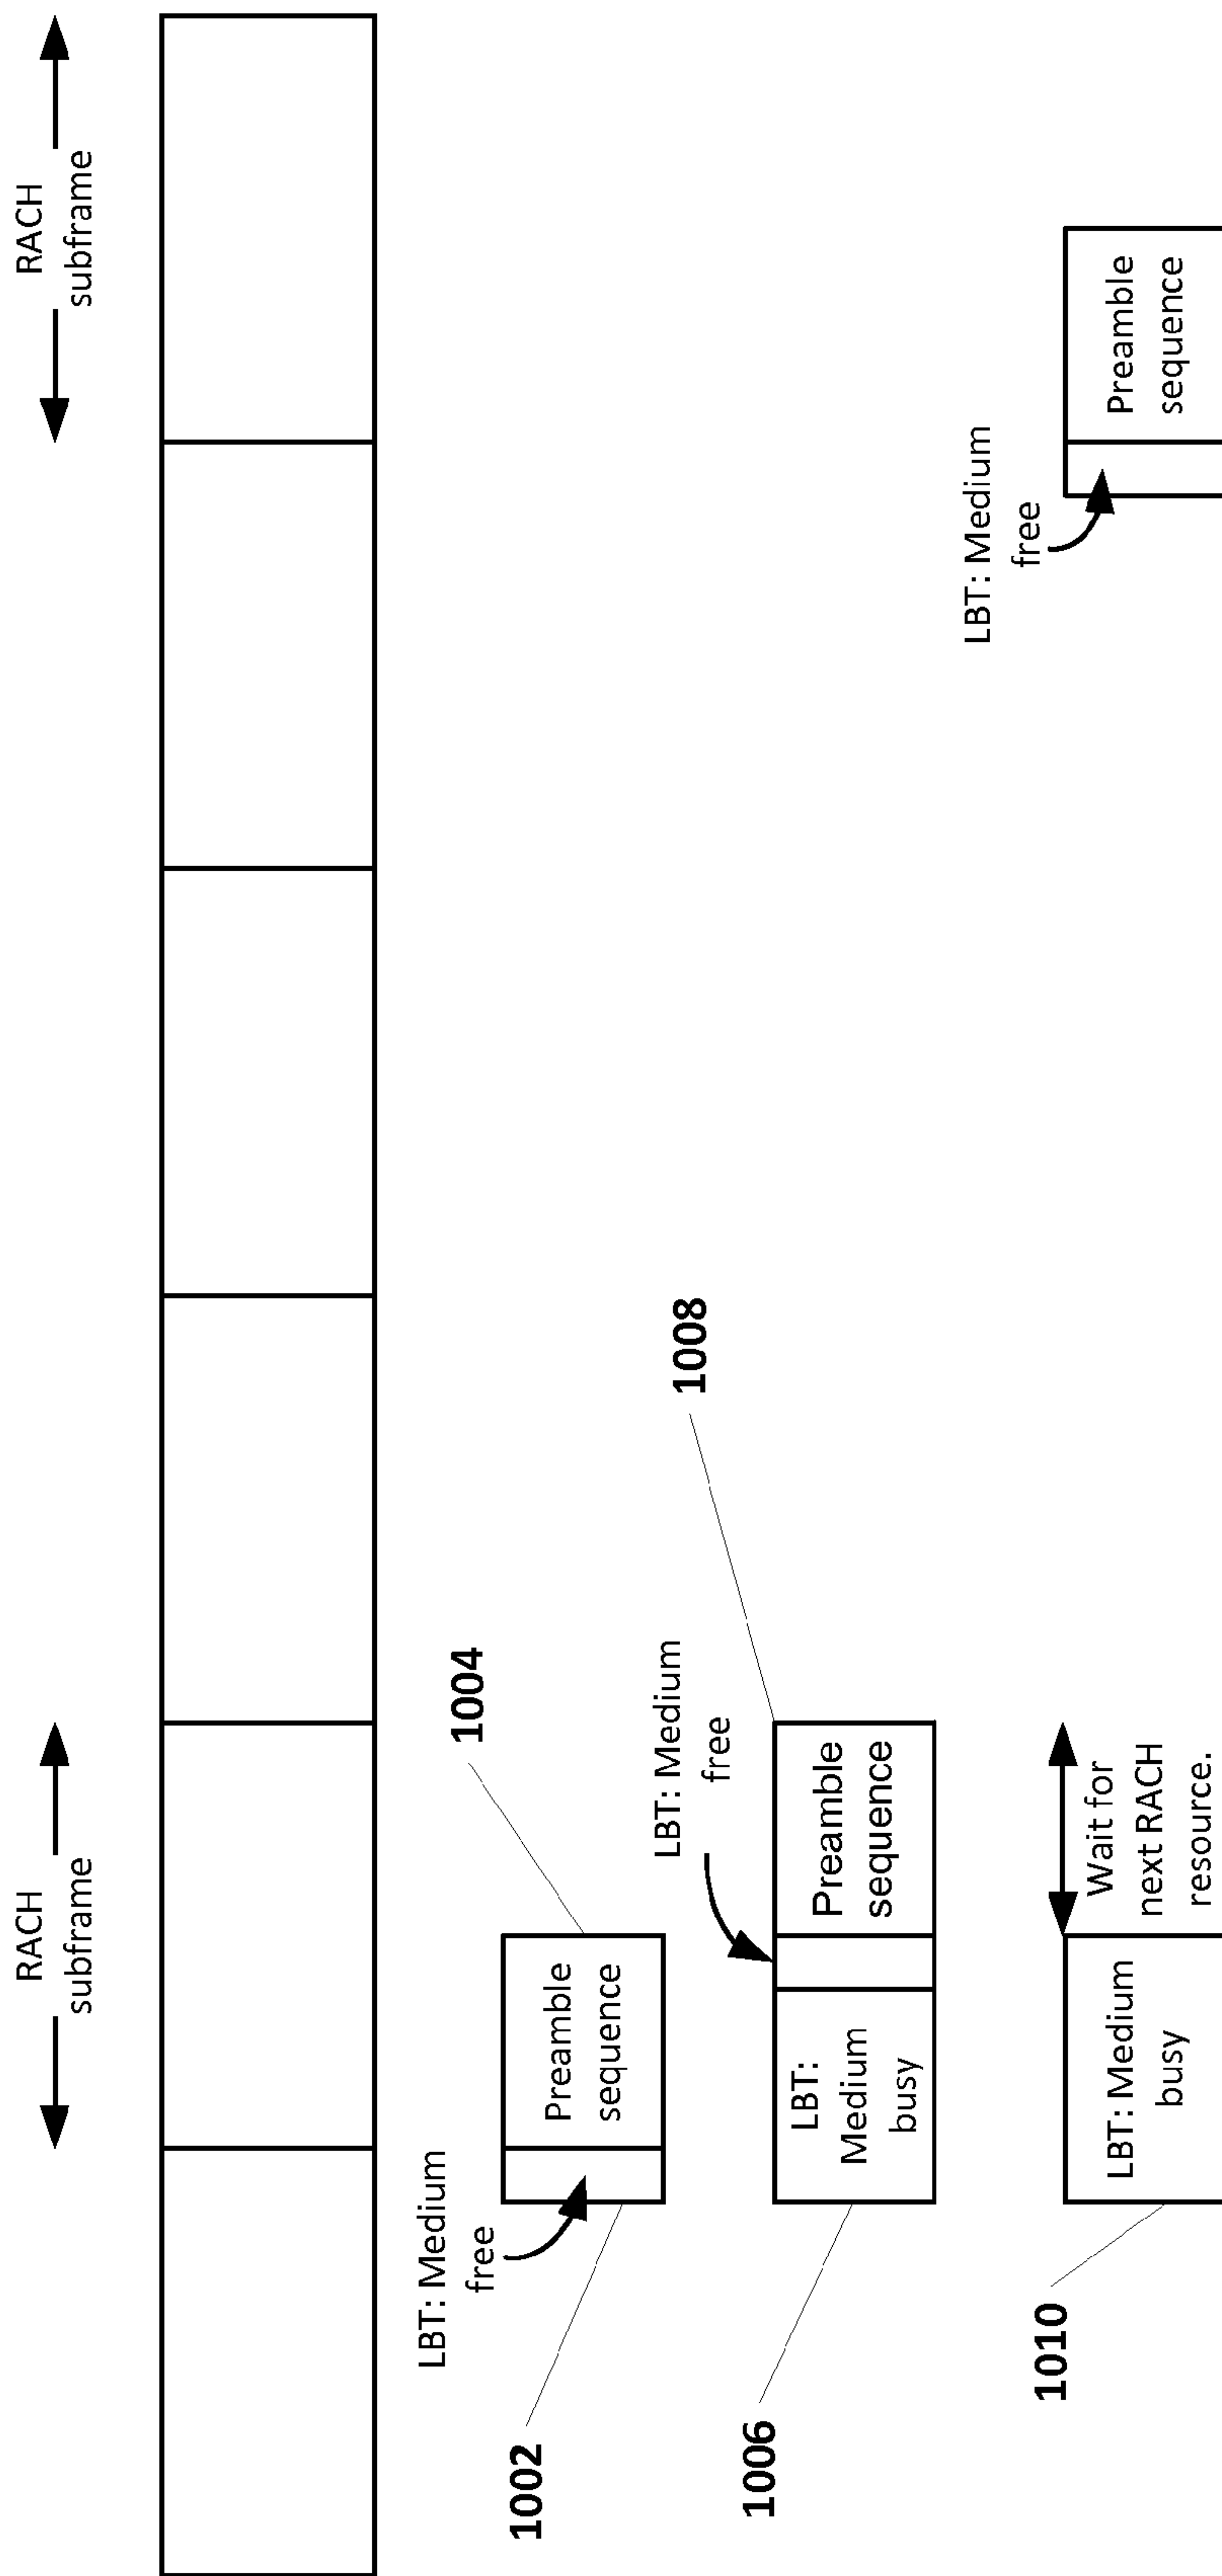 RACH
subframe
RACH
subframe
LBT: Medium
free
1002
Preamble
sequence
1004
1006
LBT:
Medium
busy
LBT: Medium
free
Preamble
sequence
1008
1010
LBT: Medium
busy
Wait for
next RACH
resource.
LBT: Medium
free
Preamble
sequence